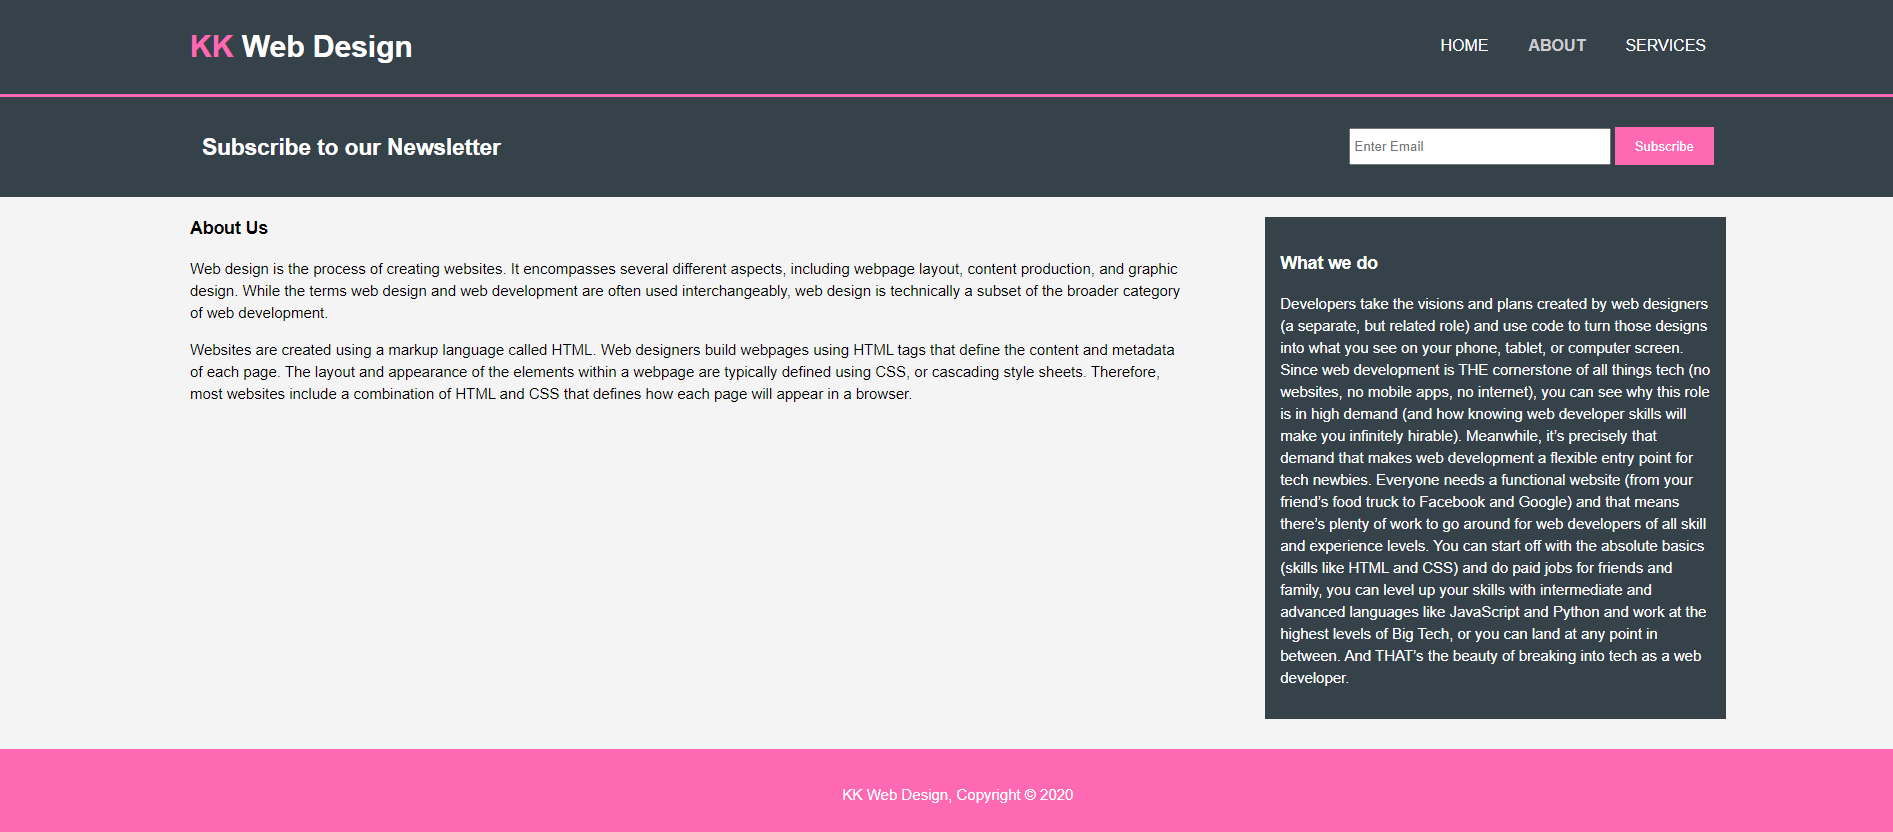 KK Web Design
HOME ABOUT SERVICES
Subscribe to our Newsletter
Enter Email Subscribe
About Us
Web design is the process of creating websites. It encompasses several different aspects, including webpage layout, content production, and graphic
design. While the terms web design and web development are often used interchangeably, web design is technically a subset of the broader category
of web development.
Websites are created using a markup language called HTML. Web designers build webpages using HTML tags that define the content and metadata
of each page. The layout and appearance of the elements within a webpage are typically defined using CSS, or cascading style sheets. Therefore,
most websites include a combination of HTML and CSS that defines how each page will appear in a browser.
What we do
Developers take the visions and plans created by web designers
(a separate, but related role) and use code to turn those designs
into what you see on your phone, tablet, or computer screen.
Since web development is THE cornerstone of all things tech (no
websites, no mobile apps, no internet), you can see why this role
is in high demand (and how knowing web developer skills will
make you infinitely hirable). Meanwhile, it’s precisely that
demand that makes web development a flexible entry point for
tech newbies. Everyone needs a functional website (from your
friend’s food truck to Facebook and Google) and that means
there’s plenty of work to go around for web developers of all skill
and experience levels. You can start off with the absolute basics
(skills like HTML and CSS) and do paid jobs for friends and
family, you can level up your skills with intermediate and
advanced languages like JavaScript and Python and work at the
highest levels of Big Tech, or you can land at any point in
between. And THAT’s the beauty of breaking into tech as a web
developer.
KK Web Design, Copyright © 2020